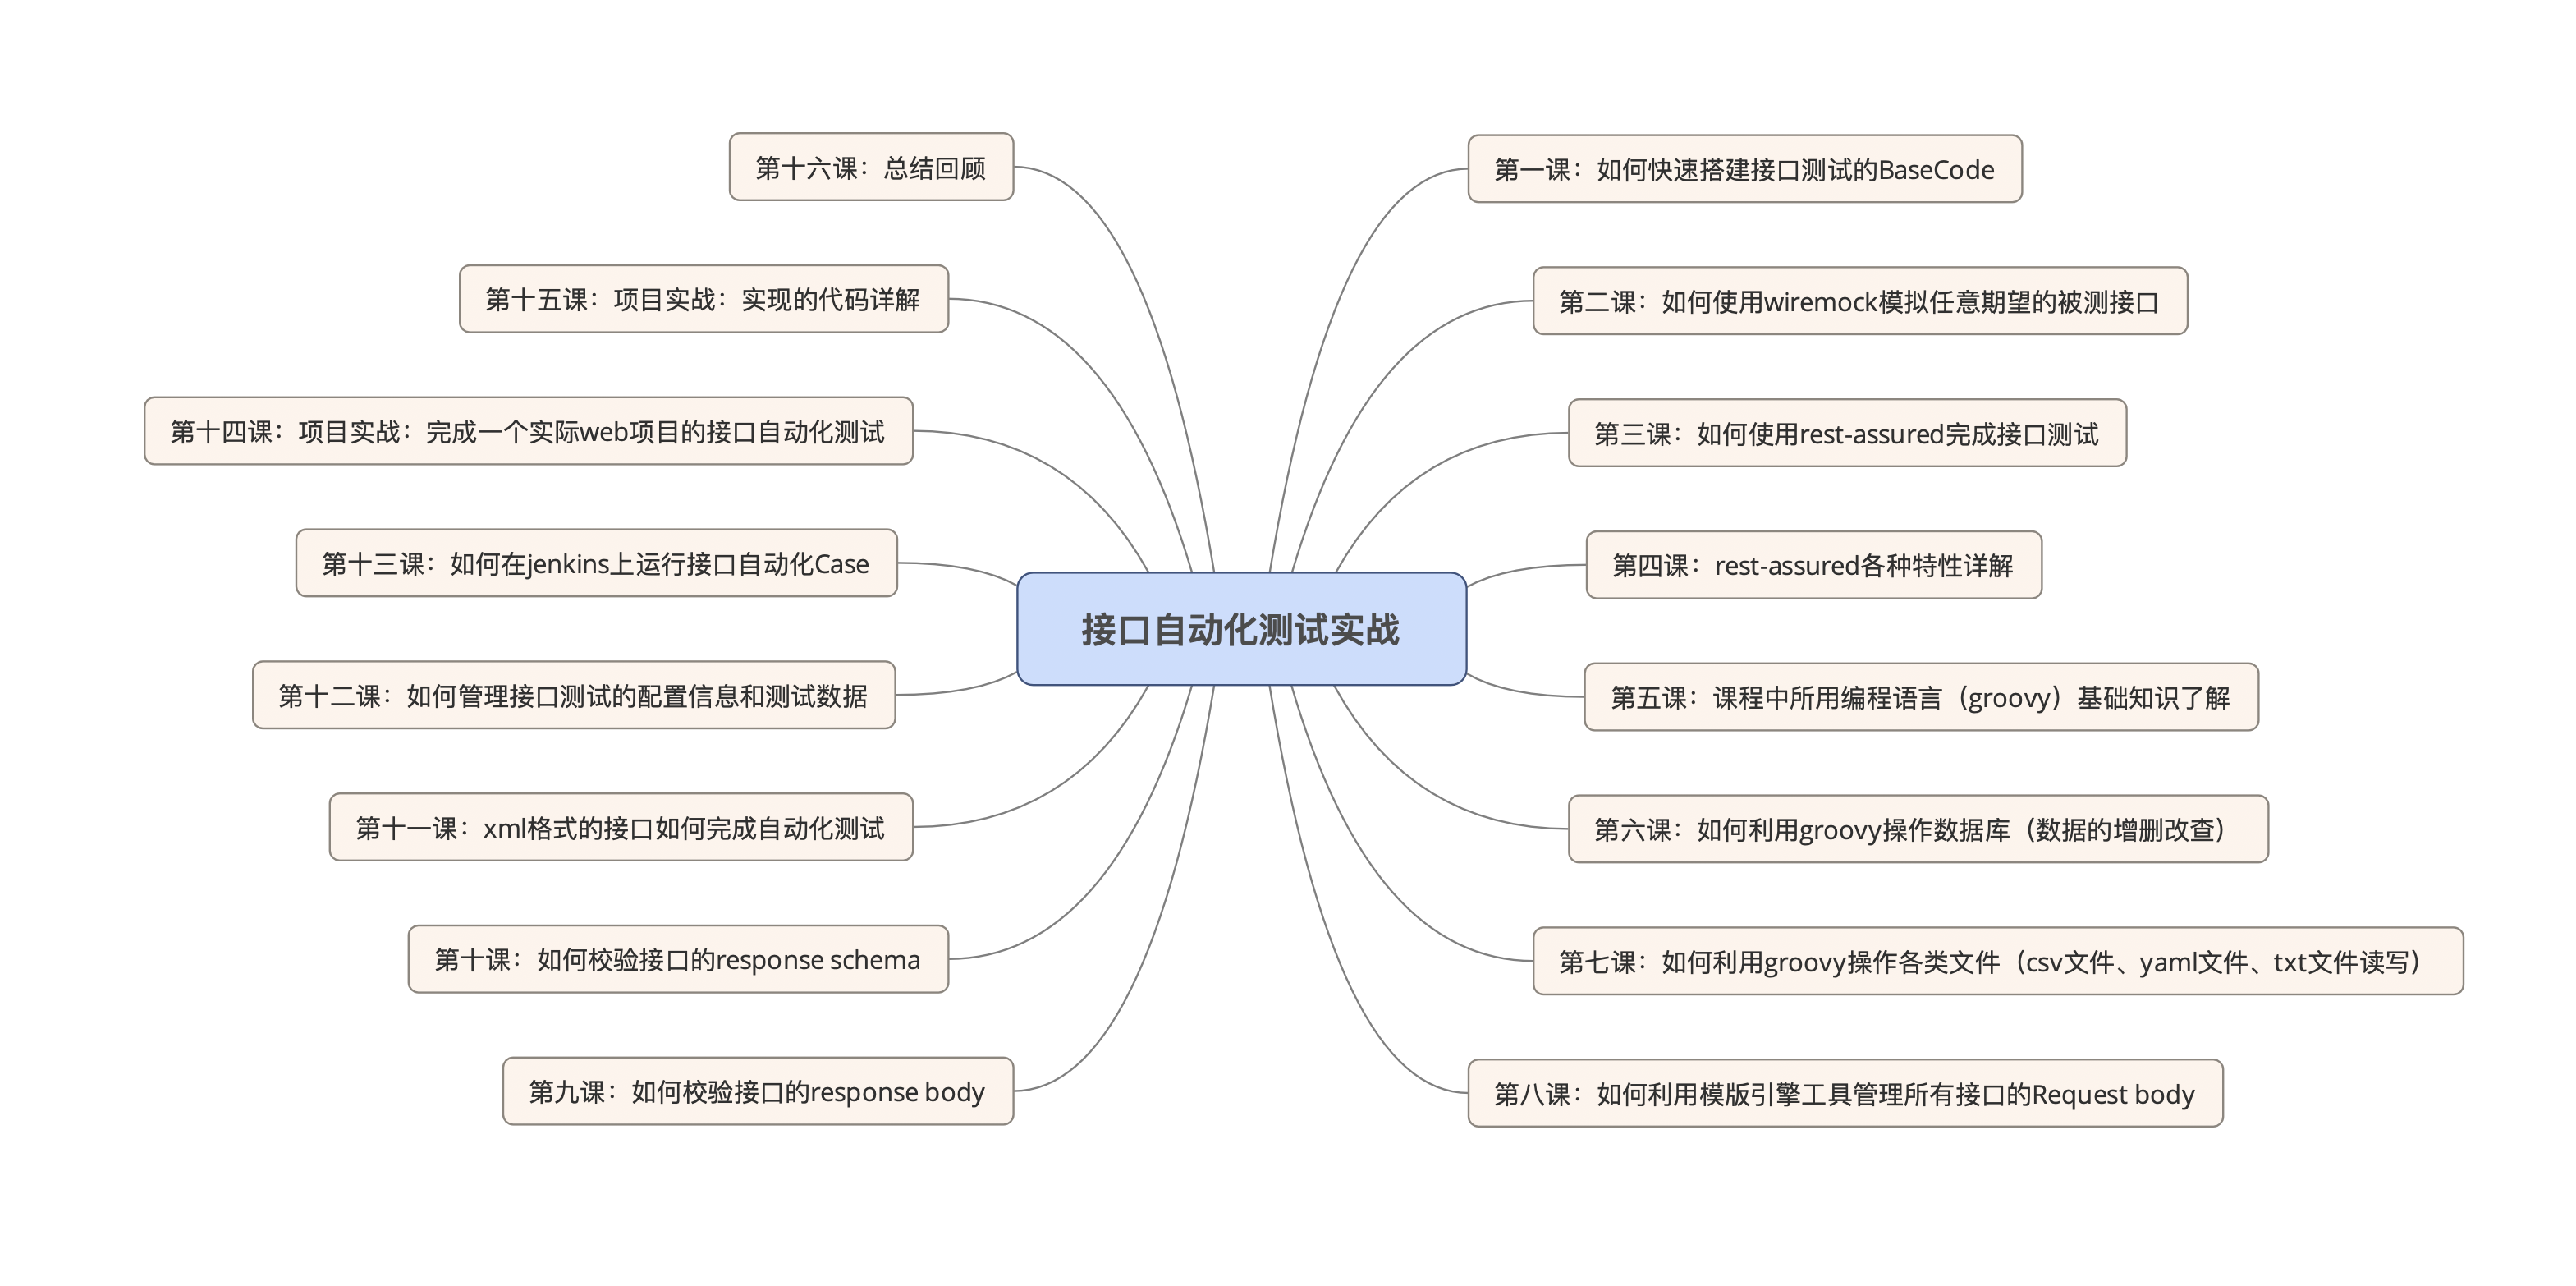 接口自动化测试实战
第一课：如何快速搭建接口测试的BaseCode
第二课：如何使用wiremock模拟任意期望的被测接口
第三课：如何使用rest-assured完成接口测试
第四课：rest-assured各种特性详解
第五课：课程中所用编程语言（groovy）基础知识了解
第六课：如何利用groovy操作数据库（数据的增删改查）
第七课：如何利用groovy操作各类文件（csv文件、yaml文件、txt文件读写）
第八课：如何利用模版引擎工具管理所有接口的Request body
第九课：如何校验接口的response body
第十课：如何校验接口的response schema
第十一课：xml格式的接口如何完成自动化测试
第十二课：如何管理接口测试的配置信息和测试数据
第十三课：如何在jenkins上运行接口自动化Case
第十四课：项目实战：完成一个实际web项目的接口自动化测试
第十五课：项目实战：实现的代码详解
第十六课：总结回顾